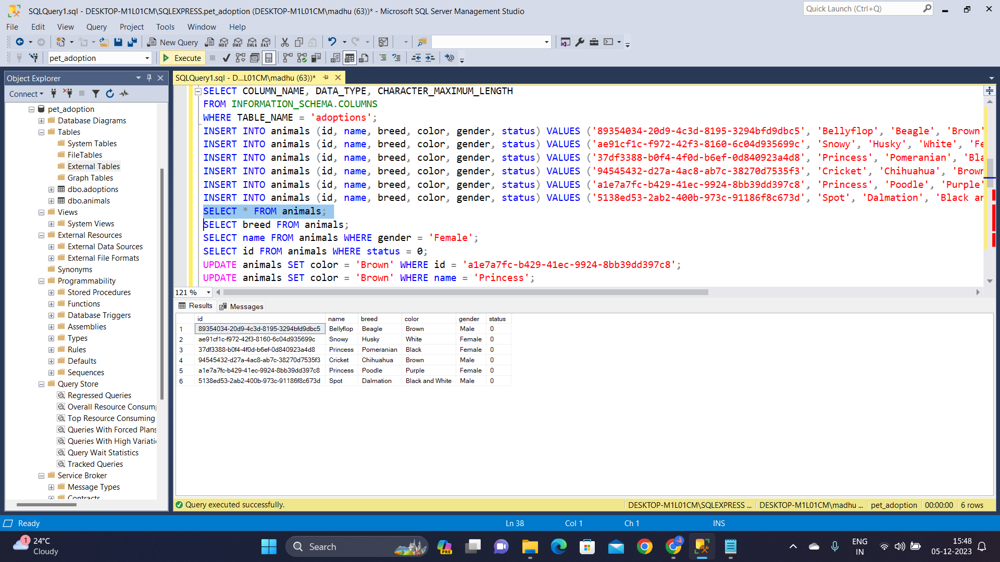 SQLQuery1.sql - DESKTOP-M1L01CM\SQLEXPRESS.pet_adoption (DESKTOP-M1L01CM\madhu (63))* - Microsoft SQL Server Management Studio
Quick Launch (Ctrl+Q)
File Edit View Query Project Tools Window Help
New Query MDX DMX XMLA DAX
pet_adoption Execute
Object Explorer
Connect
pet_adoption
Database Diagrams
Tables
System Tables
FileTables
External Tables
Graph Tables
dbo.adoptions
dbo.animals
Views
System Views
External Resources
External Data Sources
External File Formats
Synonyms
Programmability
Stored Procedures
Functions
Database Triggers
Assemblies
Types
Rules
Defaults
Sequences
Query Store
Regressed Queries
Overall Resource Consum
Top Resource Consuming
Queries With Forced Plans
Queries With High Variati
Query Wait Statistics
Tracked Queries
Service Broker
Message Types
Contracts
SQLQuery1.sql - D...L01CM\madhu (63))*
SELECT COLUMN_NAME, DATA_TYPE, CHARACTER_MAXIMUM_LENGTH
FROM INFORMATION_SCHEMA.COLUMNS
WHERE TABLE_NAME = 'adoptions';
INSERT INTO animals (id, name, breed, color, gender, status) VALUES ('89354034-20d9-4c3d-8195-3294bfd9dbc5', 'Bellyflop', 'Beagle', 'Brown'
INSERT INTO animals (id, name, breed, color, gender, status) VALUES ('ae91cf1c-f972-42f3-8160-6c04d935699c', 'Snowy', 'Husky', 'White', 'Fe
INSERT INTO animals (id, name, breed, color, gender, status) VALUES ('37df3388-b0f4-4f0d-b6ef-0d840923a4d8', 'Princess', 'Pomeranian', 'Bla
INSERT INTO animals (id, name, breed, color, gender, status) VALUES ('94545432-d27a-4ac8-ab7c-38270d7535f3', 'Cricket', 'Chihuahua', 'Brown
INSERT INTO animals (id, name, breed, color, gender, status) VALUES ('a1e7a7fc-b429-41ec-9924-8bb39dd397c8', 'Princess', 'Poodle', 'Purple'
INSERT INTO animals (id, name, breed, color, gender, status) VALUES ('5138ed53-2ab2-400b-973c-91186f8c673d', 'Spot', 'Dalmation', 'Black an
SELECT * FROM animals;
SELECT breed FROM animals;
SELECT name FROM animals WHERE gender = 'Female';
SELECT id FROM animals WHERE status = 0;
UPDATE animals SET color = 'Brown' WHERE id = 'a1e7a7fc-b429-41ec-9924-8bb39dd397c8';
UPDATE animals SET color = 'Brown' WHERE name = 'Princess';
121 %
Results Messages
id name breed color gender status
1 89354034-20d9-4c3d-8195-3294bfd9dbc5 Bellyflop Beagle Brown Male 0
2 ae91cf1c-f972-42f3-8160-6c04d935699c Snowy Husky White Female 0
3 37df3388-b0f4-4f0d-b6ef-0d840923a4d8 Princess Pomeranian Black Female 0
4 94545432-d27a-4ac8-ab7c-38270d7535f3 Cricket Chihuahua Brown Male 0
5 a1e7a7fc-b429-41ec-9924-8bb39dd397c8 Princess Poodle Purple Female 0
6 5138ed53-2ab2-400b-973c-91186f8c673d Spot Dalmation Black and White Male 0
Query executed successfully. DESKTOP-M1L01CM\SQLEXPRESS ... DESKTOP-M1L01CM\madhu ... pet_adoption 00:00:00 6 rows
Ready Ln 38 Col 1 Ch 1 INS
1 24°C
Cloudy
Search
PRE
ENG
IN
15:48
05-12-2023